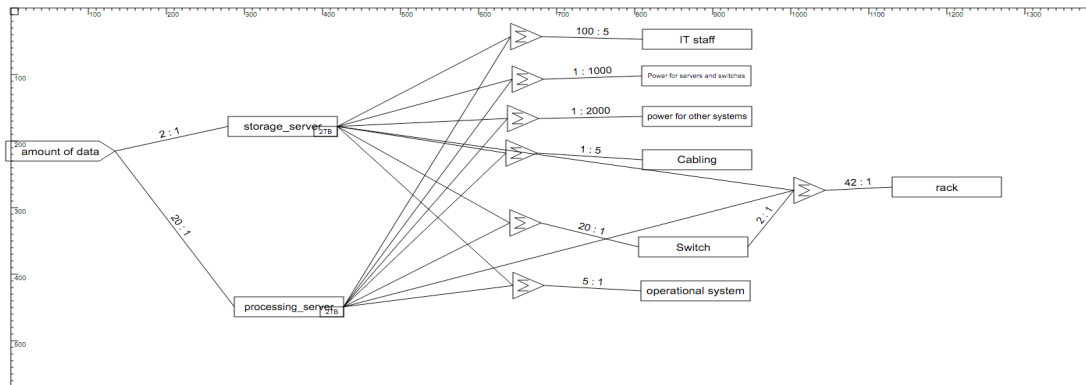 100 200 300 400 500 600 700 800 900 1000 1100 1200 1300
100 : 5
IT staff
1 : 1000
Power for servers and switches
100
1 : 2000
power for other systems
storage_server
2TB
2 : 1
amount of data
200
1 : 5
Cabling
42 : 1
rack
20 : 1
2 : 1
20 : 1
Switch
300
400
5 : 1
operational system
processing_server
2TB
500